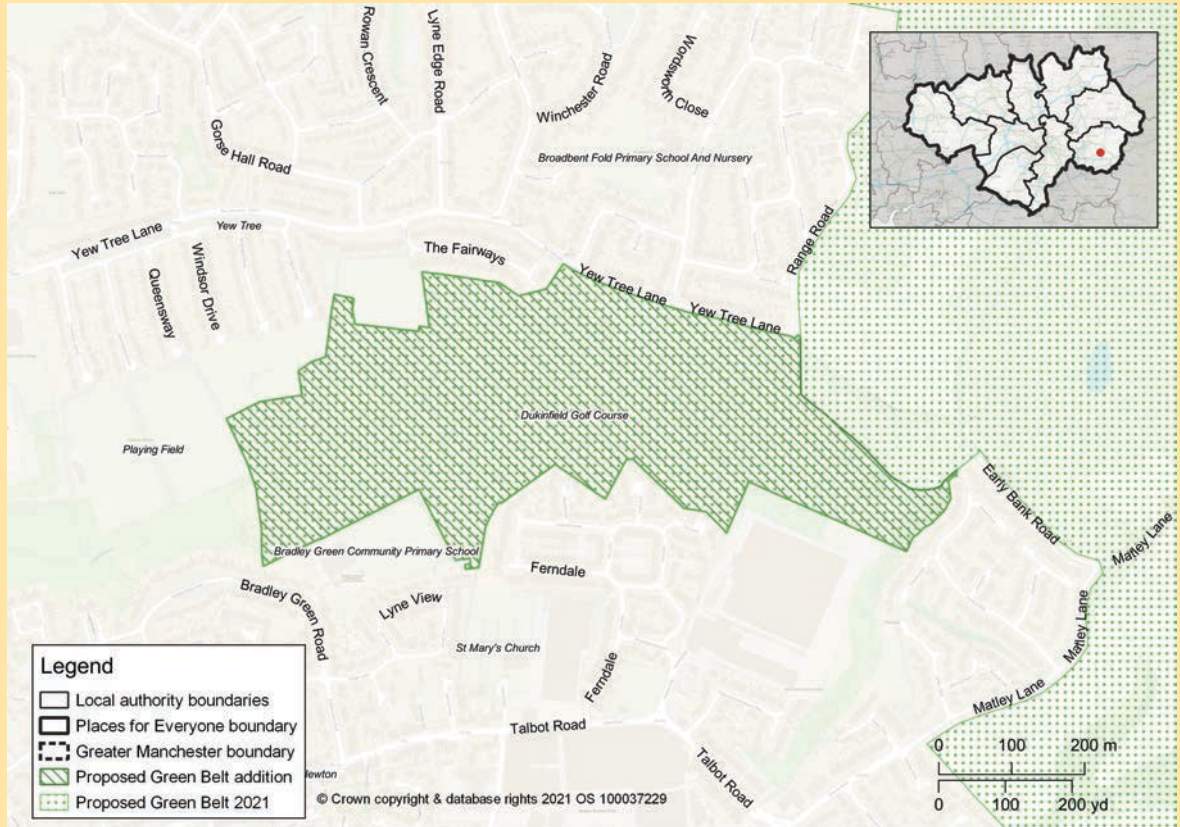 Rowan Crescent
Lyne Edge Road
Winchester Road
Wordsworth Close
Gorse Hall Road
Broadbent Fold Primary School And Nursery
Yew Tree Lane
Yew Tree
Windsor Drive
Queensway
The Fairways
Yew Tree Lane
Yew Tree Lane
Range Road
Dukinfield Golf Course
Playing Field
Early Bank Road
Matley Lane
Bradley Green Community Primary School
Ferndale
Bradley Green Road
Lyne View
St Mary's Church
Ferndale
Matley Lane
Matley Lane
Talbot Road
Talbot Road
Legend
Local authority boundaries
Places for Everyone boundary
Greater Manchester boundary
Proposed Green Belt addition
Proposed Green Belt 2021
© Crown copyright & database rights 2021 OS 100037229
0 100 200 m
0 100 200 yd